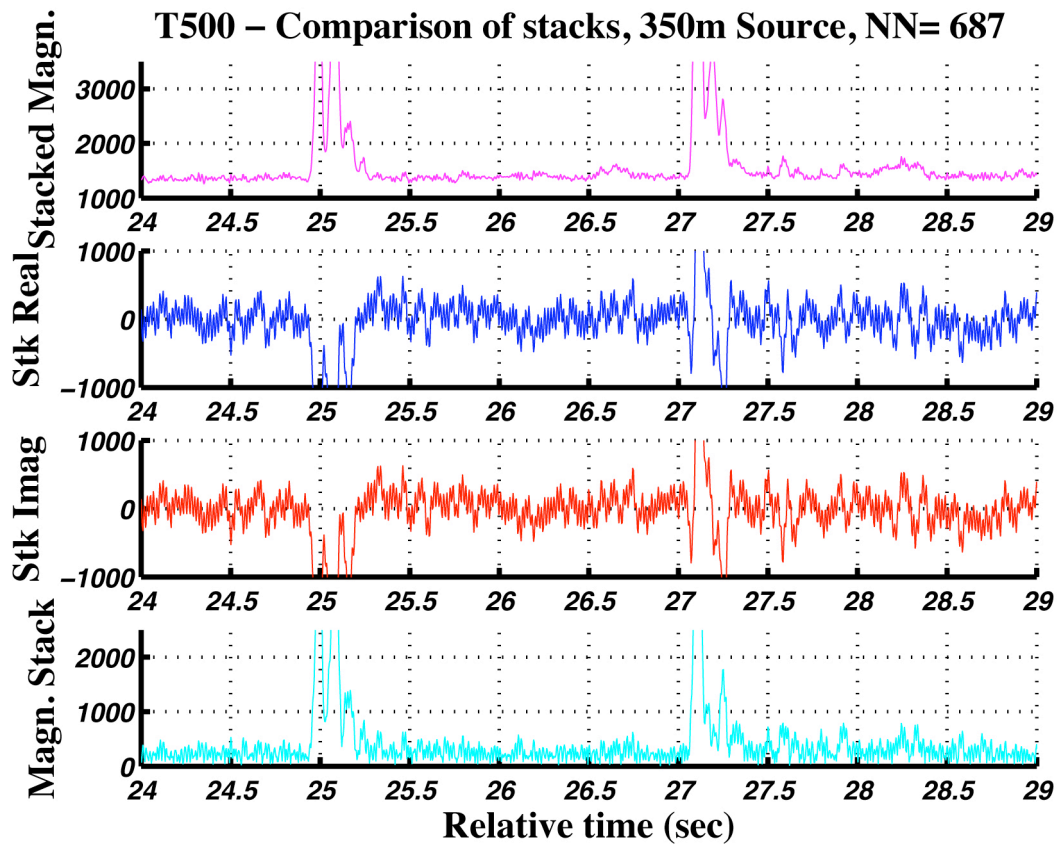 T500 – Comparison of stacks, 350m Source, NN= 687
Stacked Magn.
3000
2000
1000
24 24.5 25 25.5 26 26.5 27 27.5 28 28.5 29
Stk Real
1000
0
−1000
24 24.5 25 25.5 26 26.5 27 27.5 28 28.5 29
Stk Imag
1000
0
−1000
24 24.5 25 25.5 26 26.5 27 27.5 28 28.5 29
Magn. Stack
2000
1000
0
24 24.5 25 25.5 26 26.5 27 27.5 28 28.5 29
Relative time (sec)